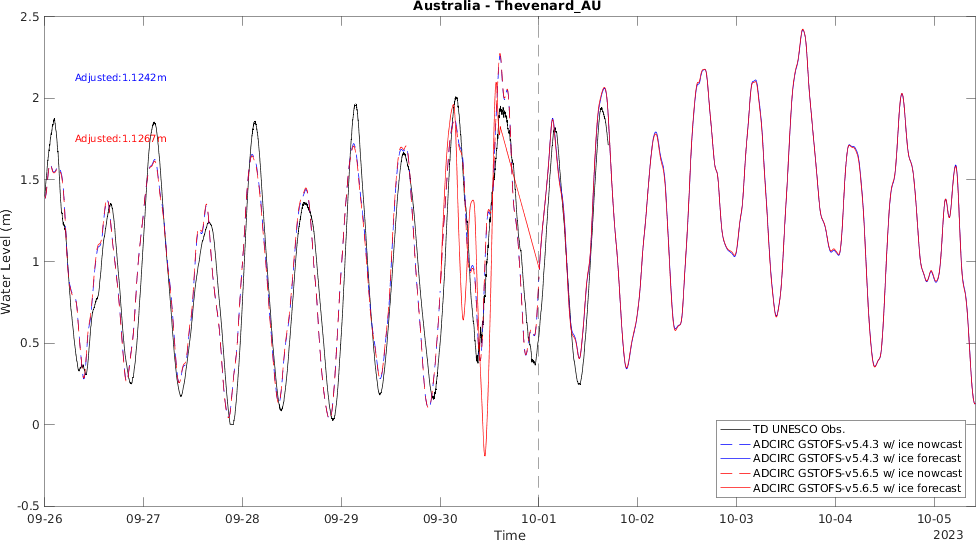 Australia - Thevenard_AU
2.5
2
1.5
1
0.5
0
-0.5
Water Level (m)
Adjusted:1.1242m
Adjusted:1.1267m
TD UNESCO Obs.
ADCIRC GSTOFS-v5.4.3 w/ ice nowcast
ADCIRC GSTOFS-v5.4.3 w/ ice forecast
ADCIRC GSTOFS-v5.6.5 w/ ice nowcast
ADCIRC GSTOFS-v5.6.5 w/ ice forecast
09-26 09-27 09-28 09-29 09-30 10-01 10-02 10-03 10-04 10-05
Time
2023